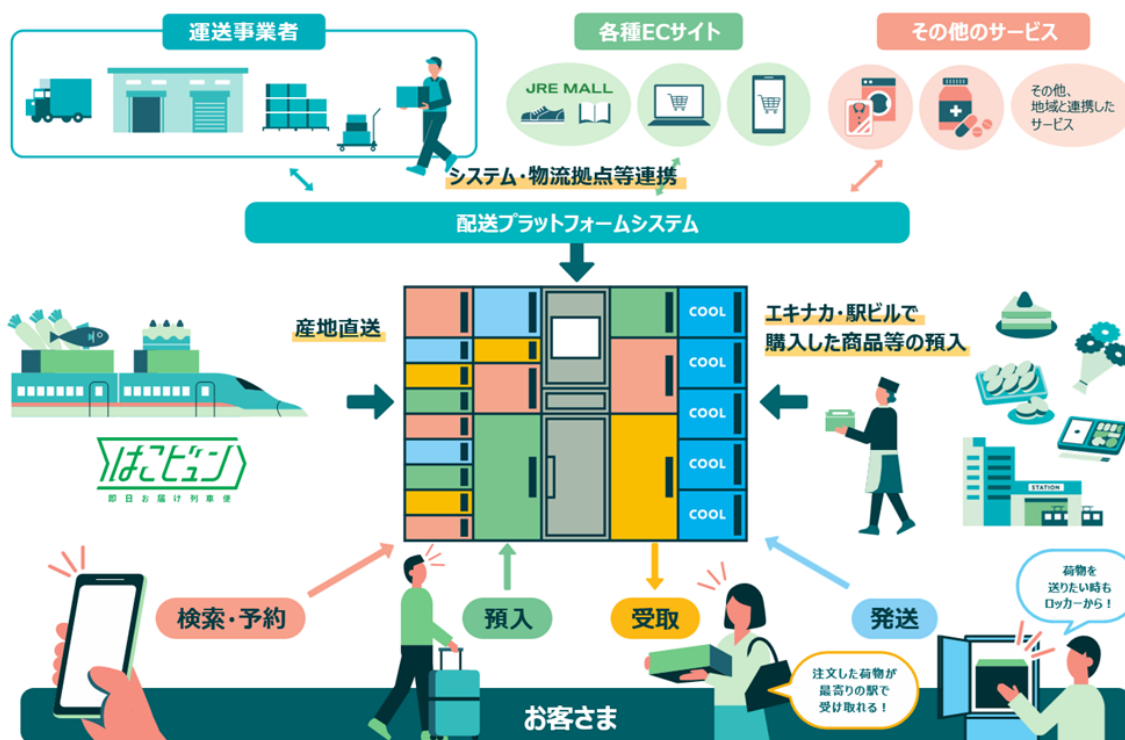 運送事業者
各種ECサイト
その他のサービス
JRE MALL
その他、
地域と連携した
サービス
システム・物流拠点等連携
配送プラットフォームシステム
産地直送
エキナカ・駅ビルで
購入した商品等の預入
COOL
COOL
COOL
COOL
COOL
はこビュン
即日お届け列車便
STATION
検索・予約
預入
受取
発送
荷物を
送りたい時も
ロッカーから！
注文した荷物が
最寄りの駅で
受け取れる！
お客さま